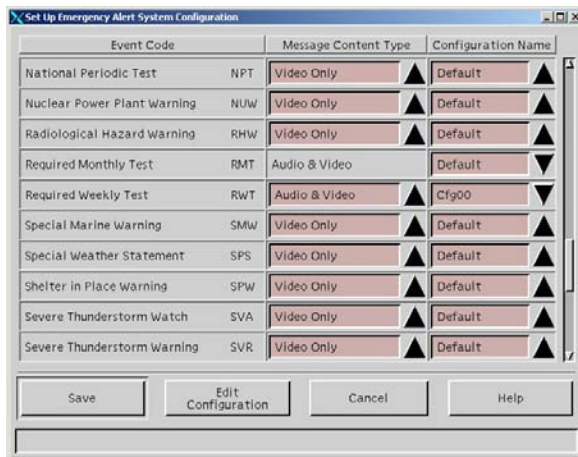 Set Up Emergency Alert System Configuration
Event Code Message Content Type Configuration Name
National Periodic Test NPT Video Only Default
Nuclear Power Plant Warning NUW Video Only Default
Radiological Hazard Warning RHW Video Only Default
Required Monthly Test RMT Audio & Video Default
Required Weekly Test RWT Audio & Video Cfg00
Special Marine Warning SMW Video Only Default
Special Weather Statement SPS Video Only Default
Shelter in Place Warning SPW Video Only Default
Severe Thunderstorm Watch SVA Video Only Default
Severe Thunderstorm Warning SVR Video Only Default
Save Edit Configuration Cancel Help